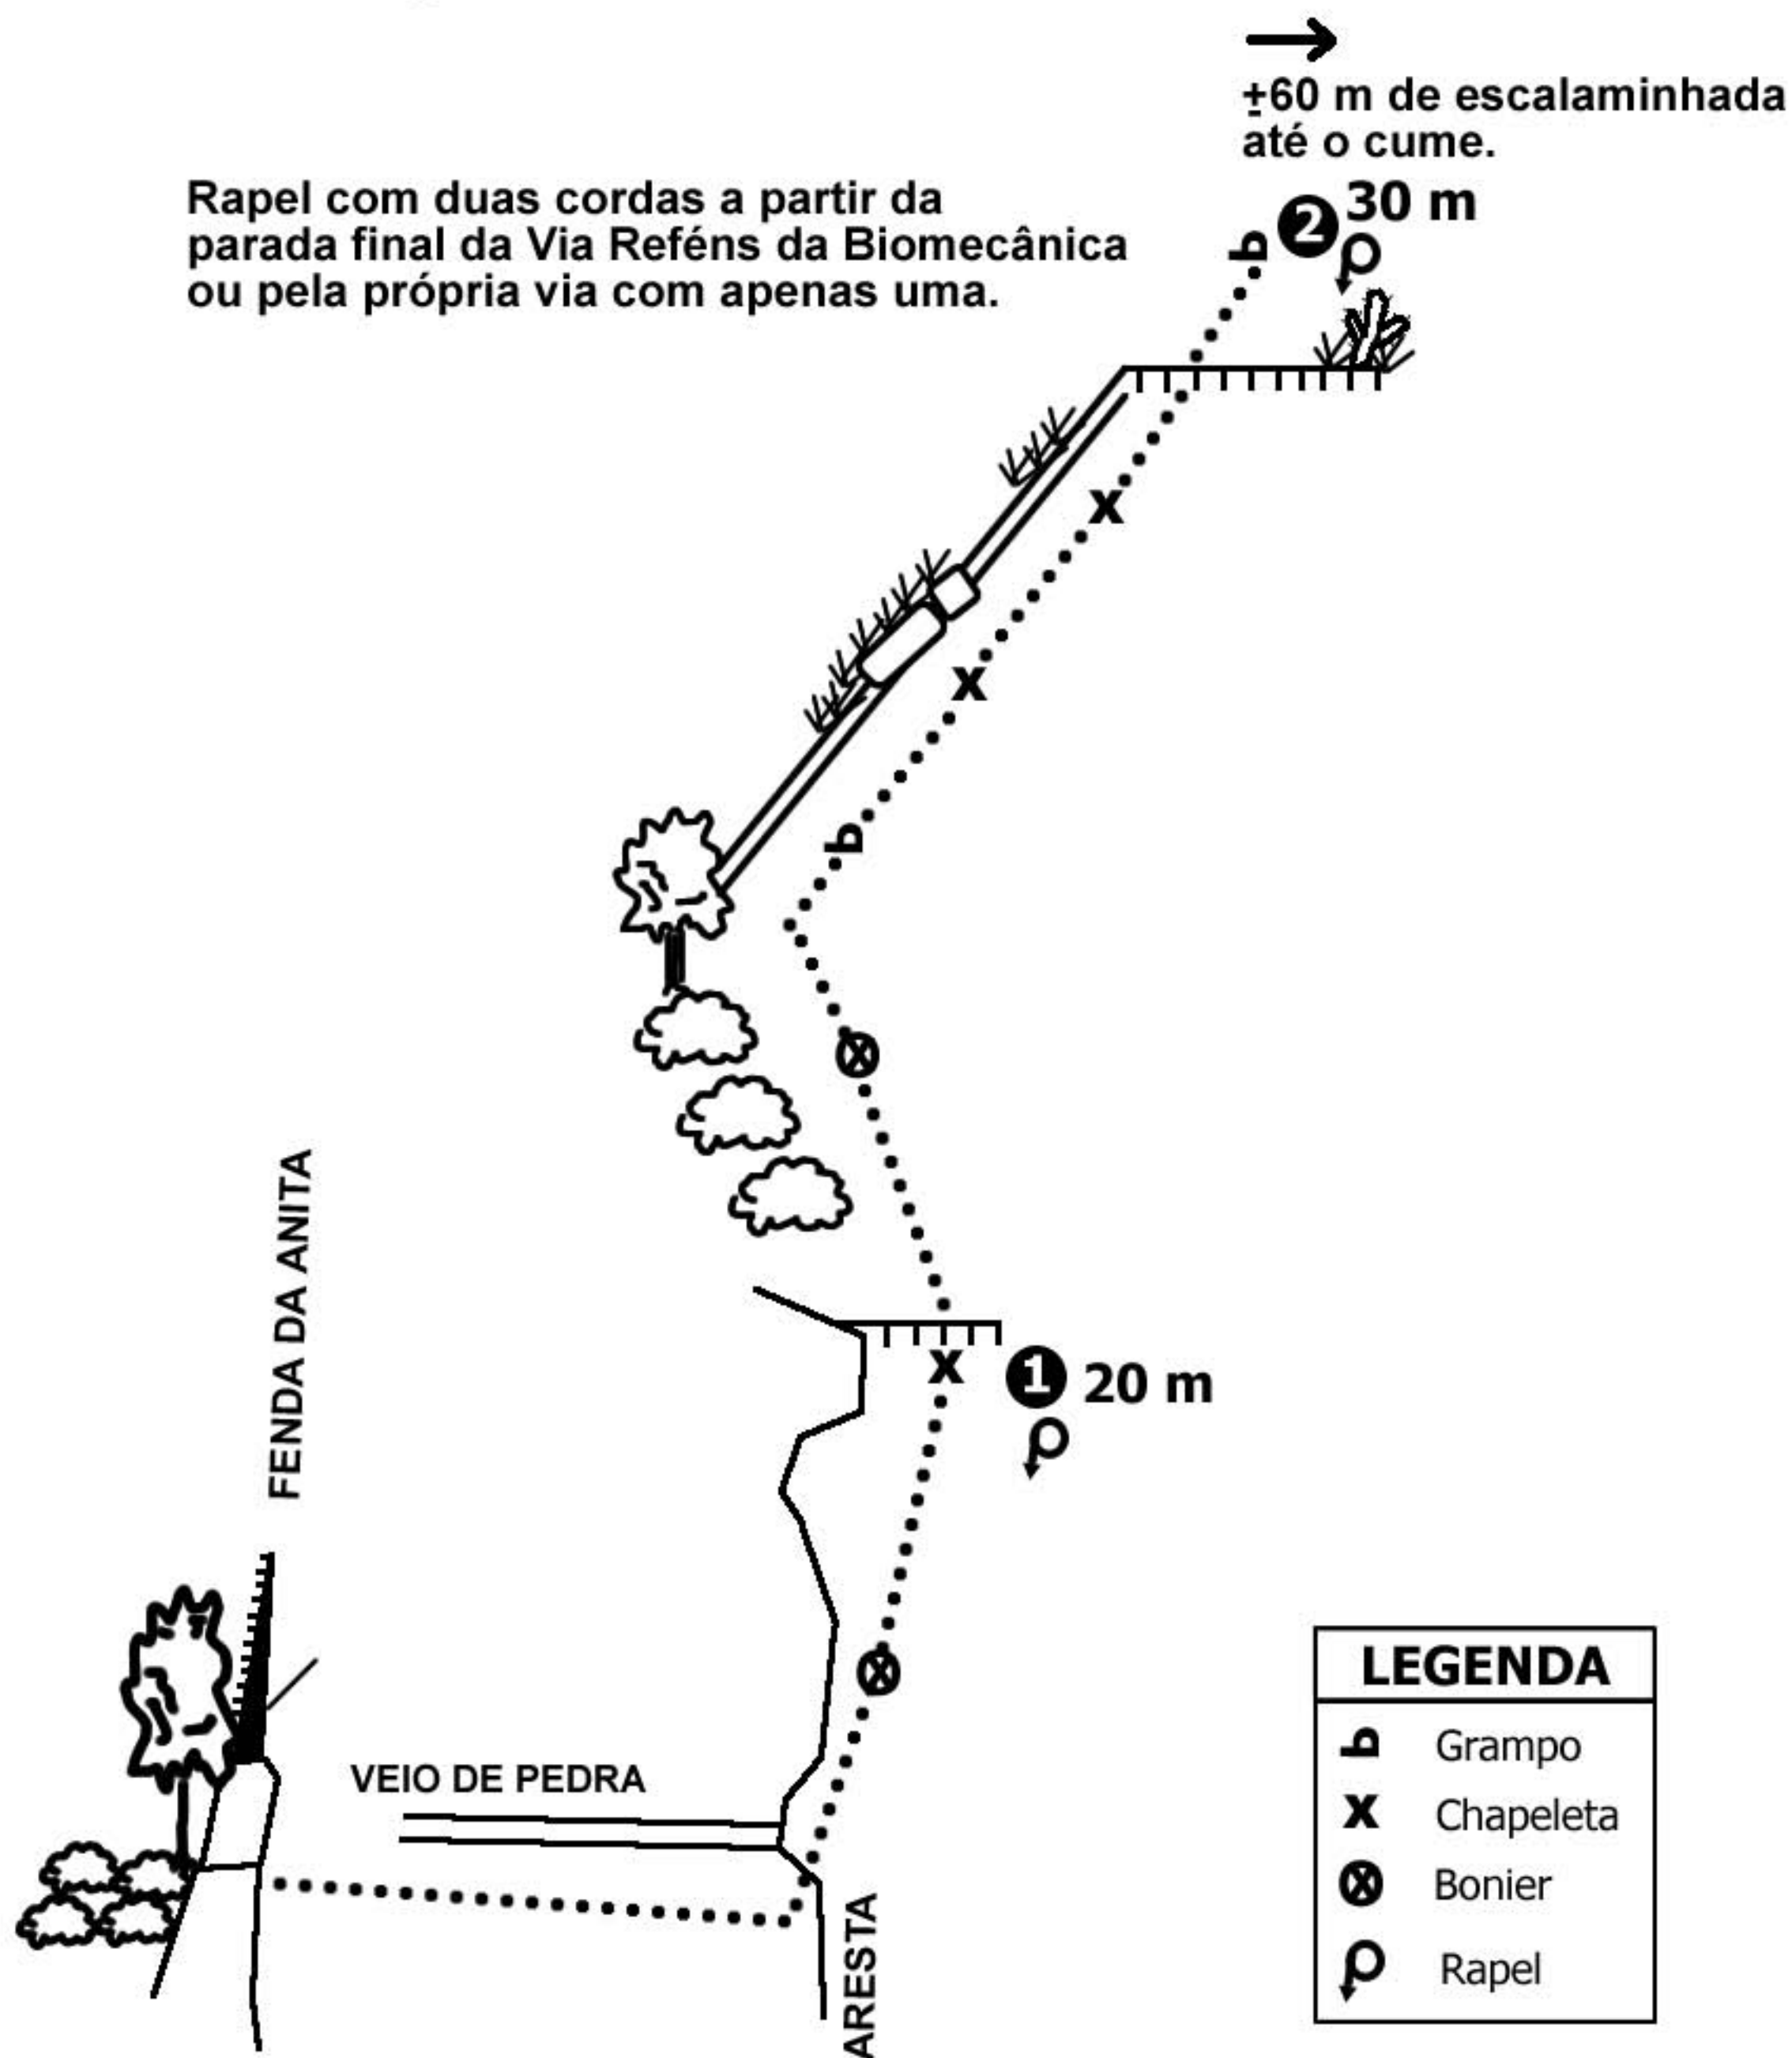 ±60 m de escalaminhada
até o cume.
Rapel com duas cordas a partir da
parada final da Via Reféns da Biomecânica
ou pela própria via com apenas uma.
2 30 m
FENDA DA ANITA
1 20 m
VEIO DE PEDRA
ARESTA
LEGENDA
Grampo
x Chapeleta
Bonier
Rapel